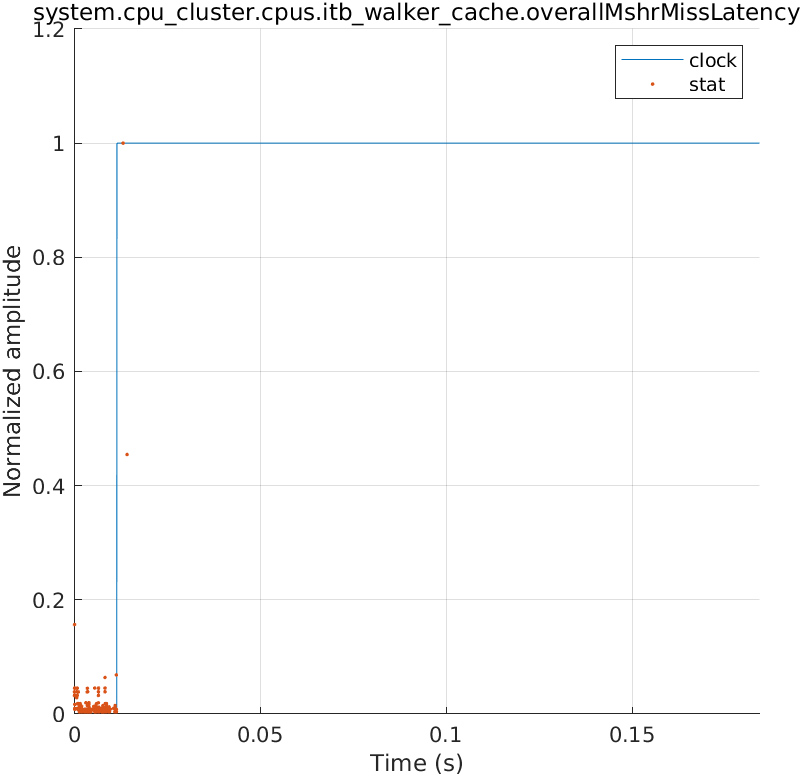 system.cpu_cluster.cpus.itb_walker_cache.overallMshrMissLatency
1.2
1
0.8
0.6
0.4
0.2
0
Normalized amplitude
clock
stat
0 0.05 0.1 0.15
Time (s)